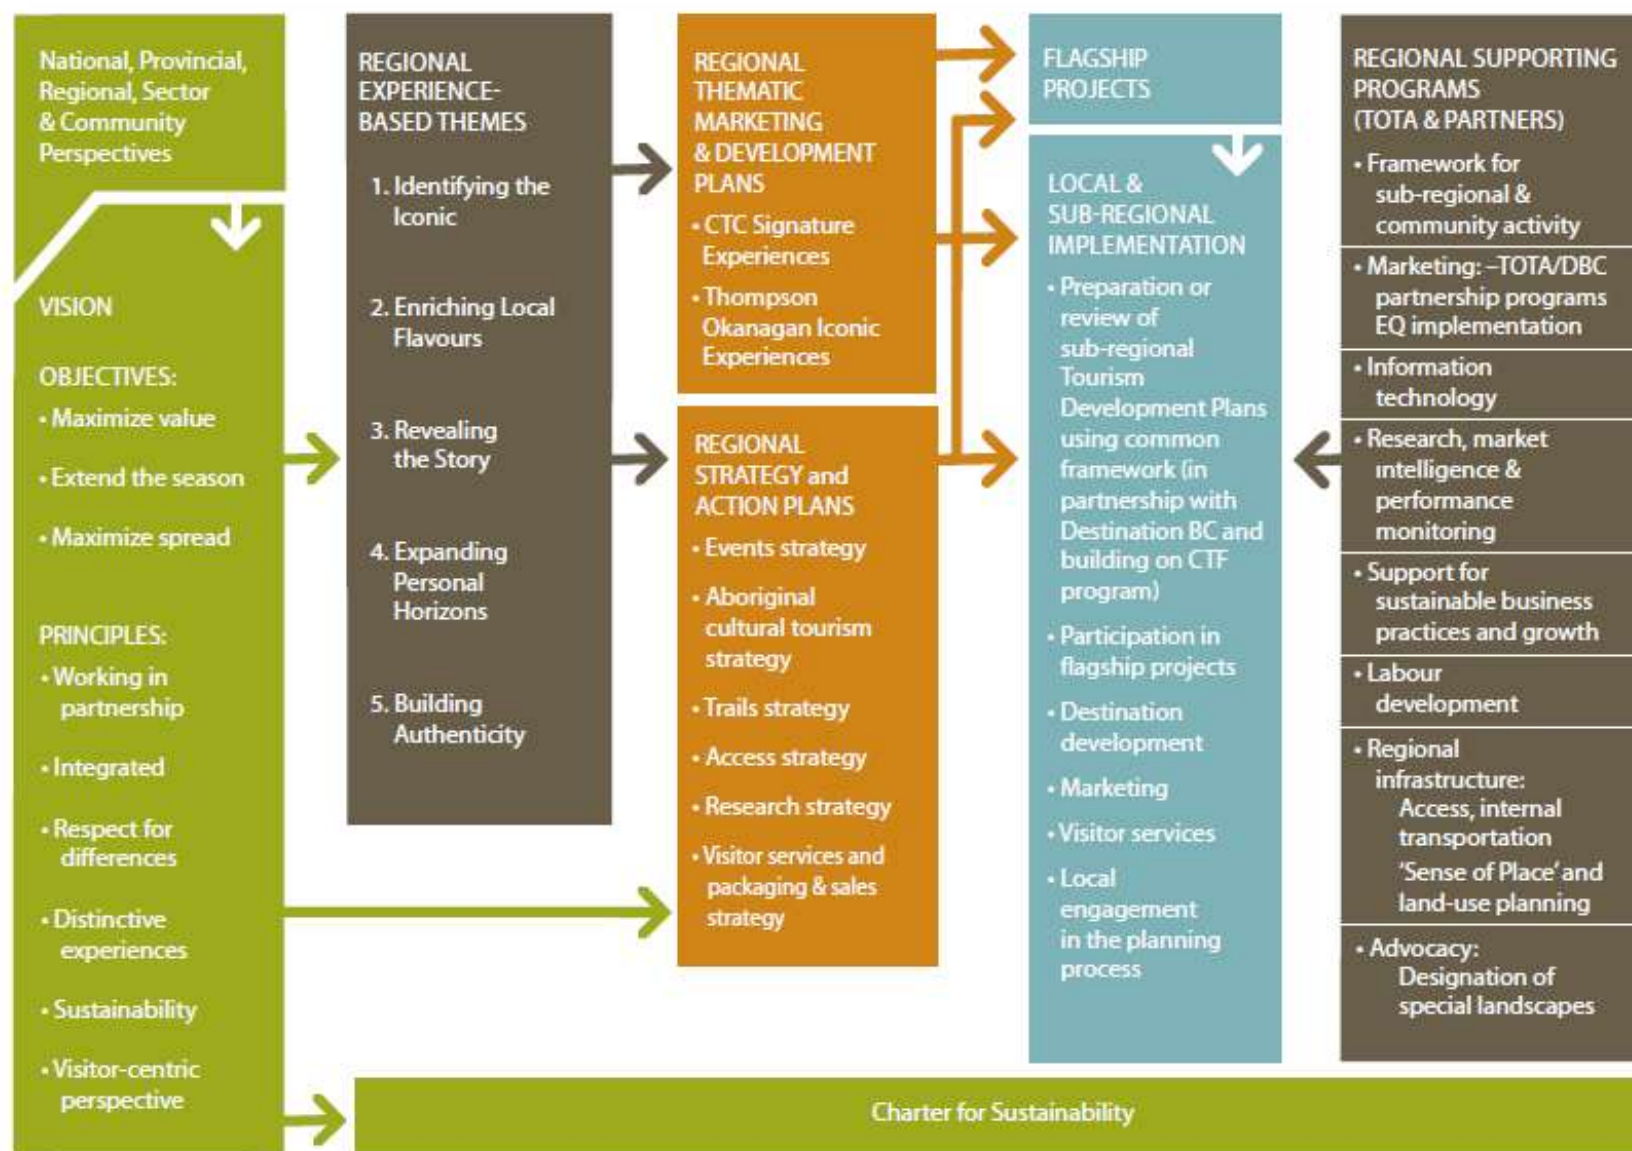 National, Provincial,
Regional, Sector
& Community
Perspectives
VISION
OBJECTIVES:
• Maximize value
• Extend the season
• Maximize spread
PRINCIPLES:
• Working in
partnership
• Integrated
• Respect for
differences
• Distinctive
experiences
• Sustainability
• Visitor-centric
perspective
REGIONAL
EXPERIENCE-
BASED THEMES
1. Identifying the
Iconic
2. Enriching Local
Flavours
3. Revealing
the Story
4. Expanding
Personal
Horizons
5. Building
Authenticity
REGIONAL
THEMATIC
MARKETING
& DEVELOPMENT
PLANS
• CTC Signature
Experiences
• Thompson
Okanagan Iconic
Experiences
REGIONAL
STRATEGY and
ACTION PLANS
• Events strategy
• Aboriginal
cultural tourism
strategy
• Trails strategy
• Access strategy
• Research strategy
• Visitor services and
packaging & sales
strategy
FLAGSHIP
PROJECTS
LOCAL &
SUB-REGIONAL
IMPLEMENTATION
• Preparation or
review of
sub-regional
Tourism
Development Plans
using common
framework (in
partnership with
Destination BC and
building on CTF
program)
• Participation in
flagship projects
• Destination
development
• Marketing
• Visitor services
• Local
engagement
in the planning
process
REGIONAL SUPPORTING
PROGRAMS
(TOTA & PARTNERS)
• Framework for
sub-regional &
community activity
• Marketing: –TOTA/DBC
partnership programs
EQ implementation
• Information
technology
• Research, market
intelligence &
performance
monitoring
• Support for
sustainable business
practices and growth
• Labour
development
• Regional
infrastructure:
Access, internal
transportation
'Sense of Place' and
land-use planning
• Advocacy:
Designation of
special landscapes
Charter for Sustainability